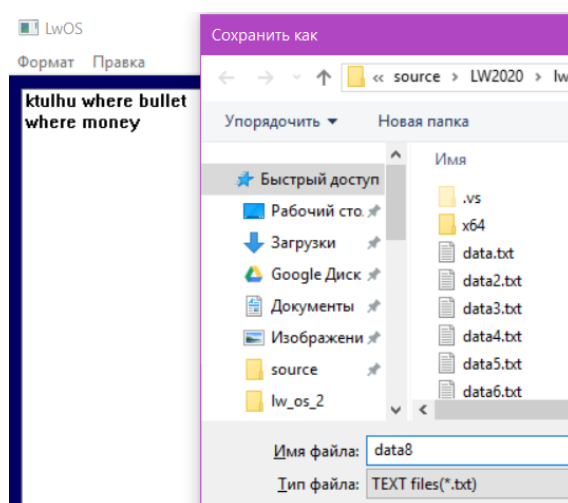 LwOS
Формат Правка
ktulhu where bullet
where money
Сохранить как
« source › LW2020 › lw
Упорядочить Новая папка
Имя
Быстрый доступ
Рабочий сто.
Загрузки
Google Диск
Документы
Изображени
source
lw_os_2
.vs
x64
data.txt
data2.txt
data3.txt
data4.txt
data5.txt
data6.txt
Имя файла: data8
Тип файла: TEXT files(*.txt)